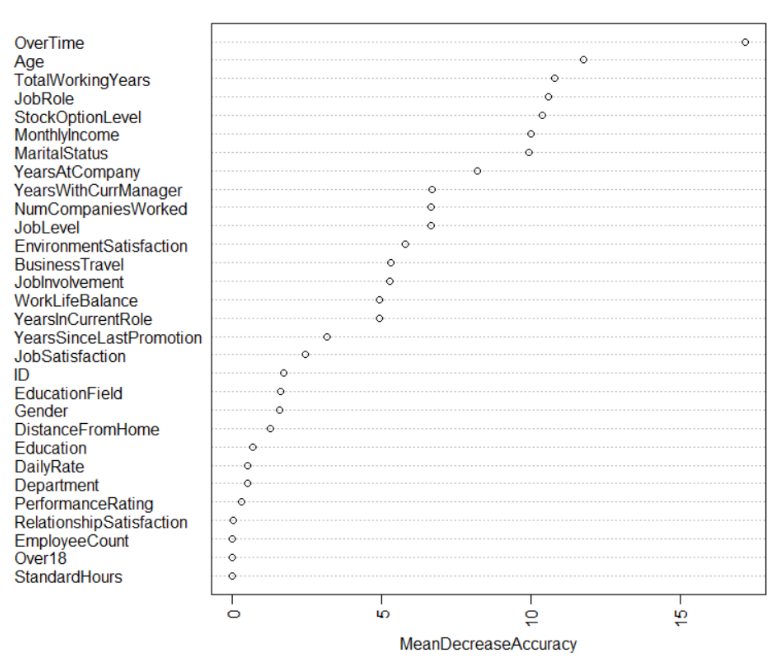 OverTime
Age
TotalWorkingYears
JobRole
StockOptionLevel
MonthlyIncome
MaritalStatus
YearsAtCompany
YearsWithCurrManager
NumCompaniesWorked
JobLevel
EnvironmentSatisfaction
BusinessTravel
JobInvolvement
WorkLifeBalance
YearsInCurrentRole
YearsSinceLastPromotion
JobSatisfaction
ID
EducationField
Gender
DistanceFromHome
Education
DailyRate
Department
PerformanceRating
RelationshipSatisfaction
EmployeeCount
Over18
StandardHours
0 5 10 15
MeanDecreaseAccuracy